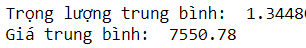 Trọng lượng trung bình:  1.3448
Giá trung bình:  7550.78